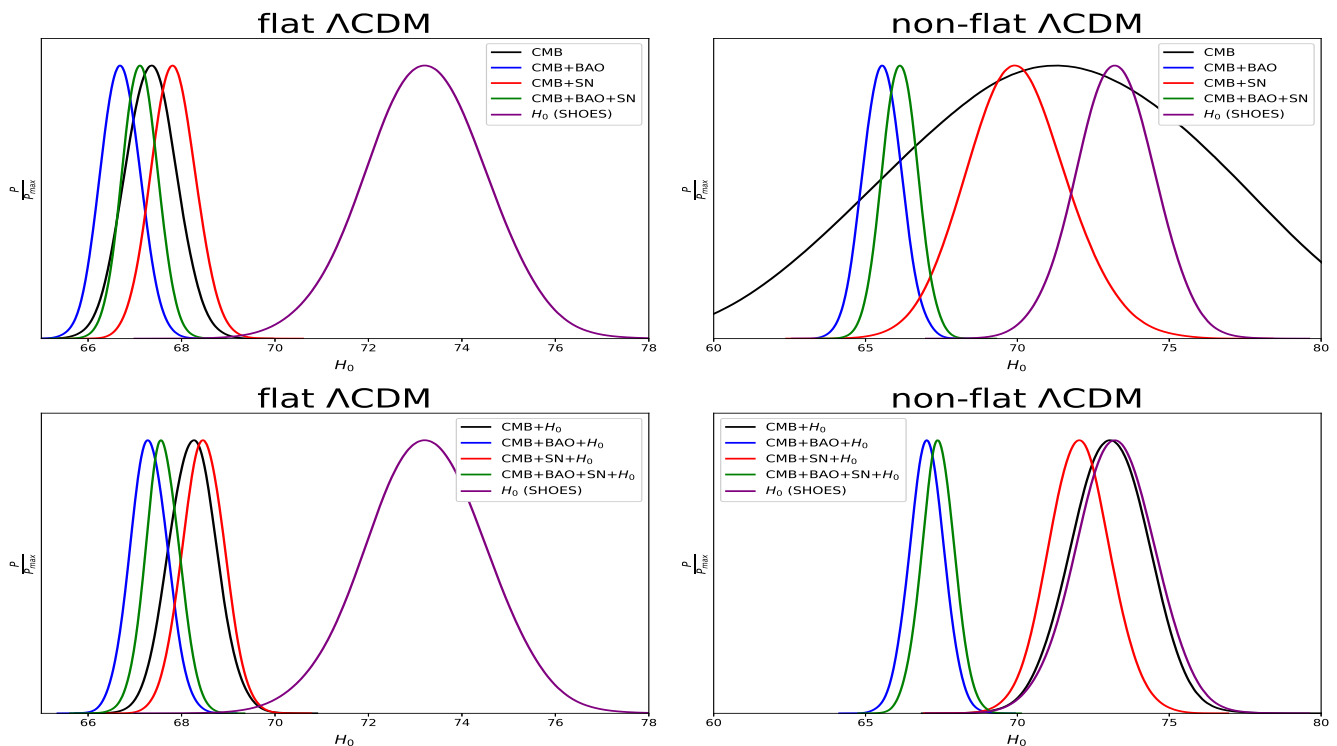 flat ΛCDM
CMB
CMB+BAO
CMB+SN
CMB+BAO+SN
H₀ (SHOES)
P
P_max
66 68 70 72 74 76 78
H₀
non-flat ΛCDM
CMB
CMB+BAO
CMB+SN
CMB+BAO+SN
H₀ (SHOES)
P
P_max
60 65 70 75 80
H₀
flat ΛCDM
CMB+H₀
CMB+BAO+H₀
CMB+SN+H₀
CMB+BAO+SN+H₀
H₀ (SHOES)
P
P_max
66 68 70 72 74 76 78
H₀
non-flat ΛCDM
CMB+H₀
CMB+BAO+H₀
CMB+SN+H₀
CMB+BAO+SN+H₀
H₀ (SHOES)
P
P_max
60 65 70 75 80
H₀